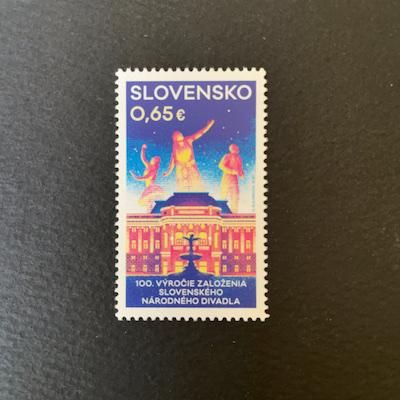 SLOVENSKO
0,65 €
100. VÝROČIE ZALOŽENIA
SLOVENSKÉHO
NÁRODNÉHO DIVADLA